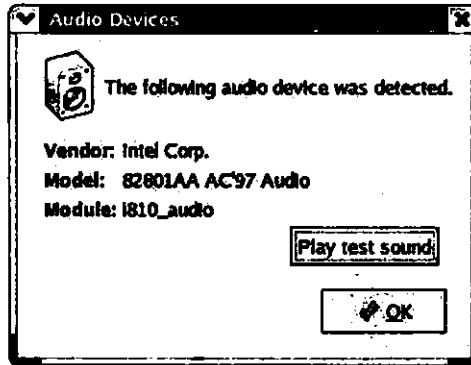 Audio Devices
The following audio device was detected.
Vendor: Intel Corp.
Model: 82801AA AC'97 Audio
Module: i810_audio
Play test sound
OK